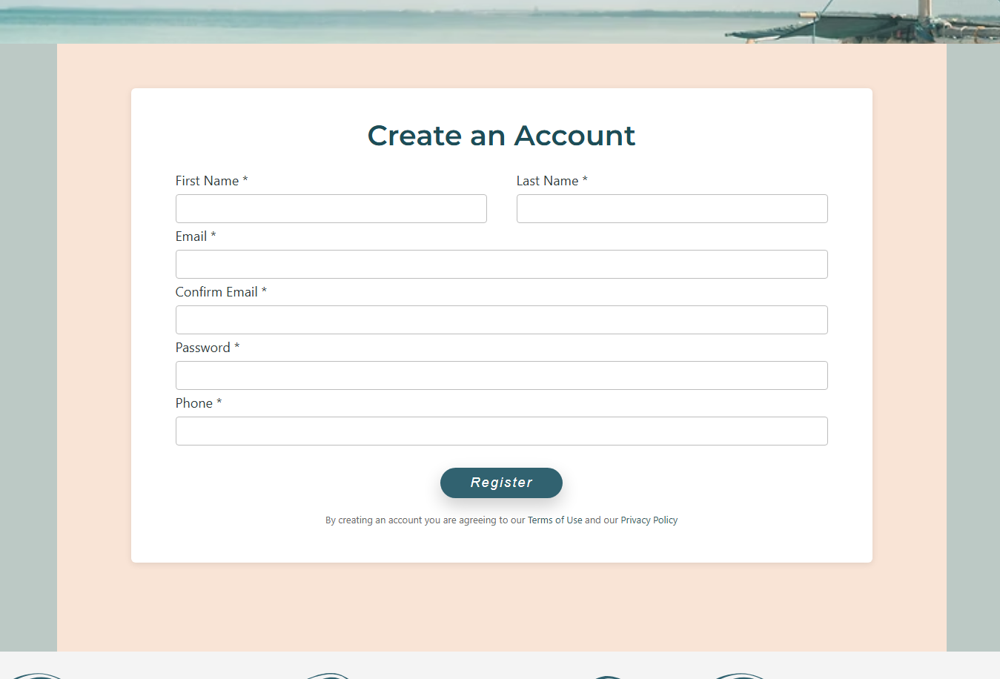 Create an Account
First Name * Last Name *
Email *
Confirm Email *
Password *
Phone *
Register
By creating an account you are agreeing to our Terms of Use and our Privacy Policy